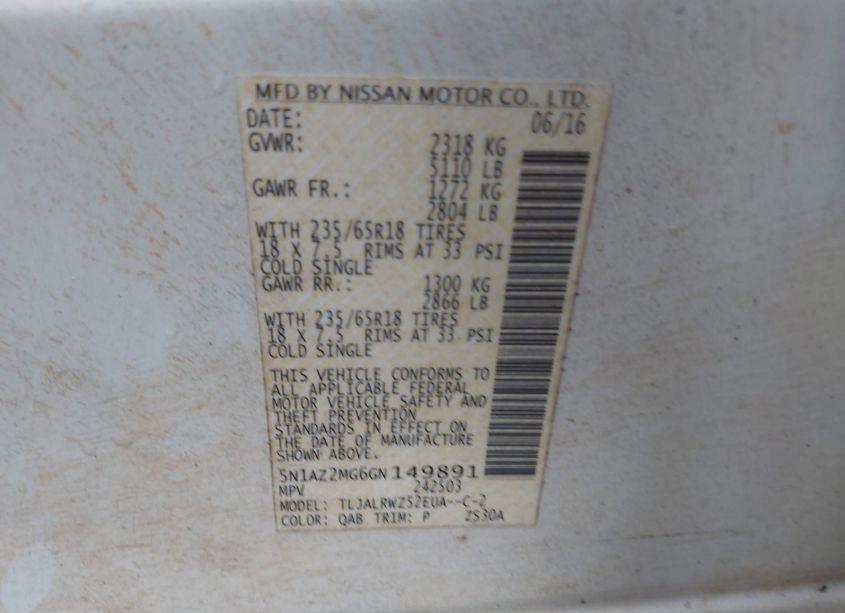 MFD BY NISSAN MOTOR CO., LTD.
DATE: 06/16
GVWR: 2318 KG
5110 LB
GAWR FR.: 1272 KG
2804 LB
WITH 235/65R18 TIRES
18 X 7.5 RIMS AT 33 PSI
COLD SINGLE
GAWR RR.: 1300 KG
2866 LB
WITH 235/65R18 TIRES
18 X 7.5 RIMS AT 33 PSI
COLD SINGLE
THIS VEHICLE CONFORMS TO
ALL APPLICABLE FEDERAL
MOTOR VEHICLE SAFETY AND
THEFT PREVENTION
STANDARDS IN EFFECT ON
THE DATE OF MANUFACTURE
SHOWN ABOVE.
5N1AZ2MG6GN149891
MPV 242503
MODEL: TLJALRWZ52EUA--C-2
COLOR: QAB TRIM: P ZS30A